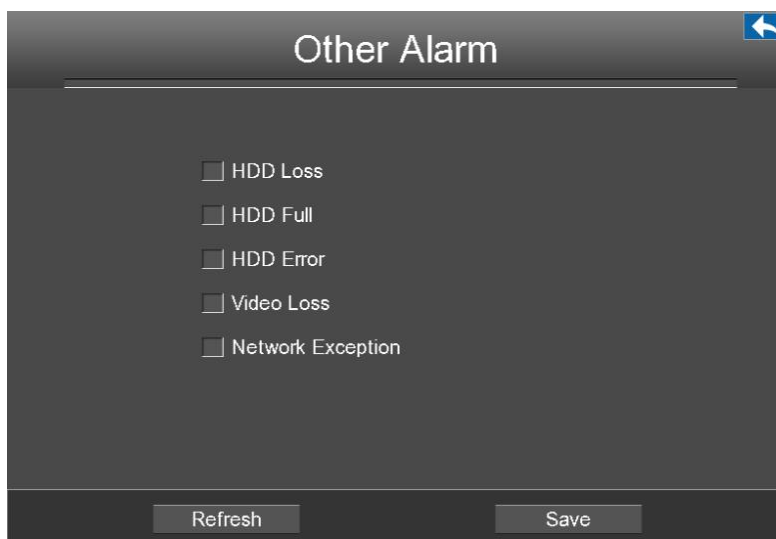 Other Alarm
HDD Loss
HDD Full
HDD Error
Video Loss
Network Exception
Refresh
Save